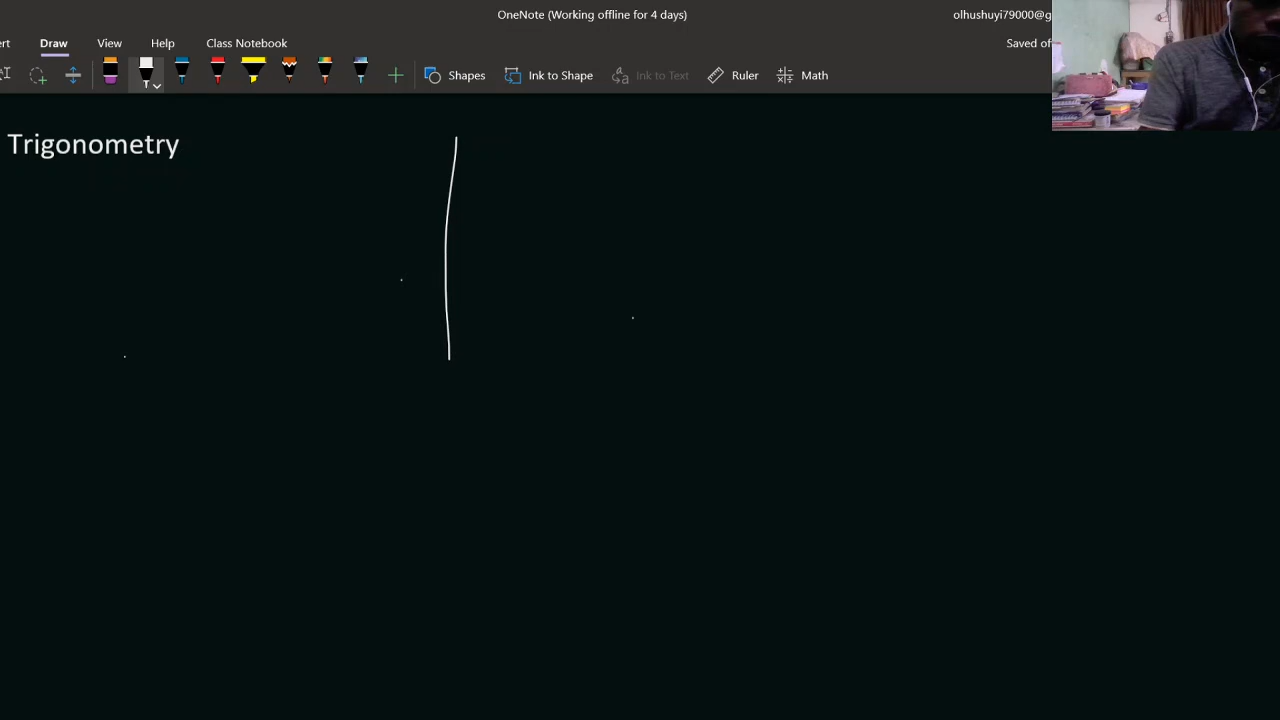 OneNote (Working offline for 4 days)
olhushuyi79000@g
ert
Draw
View
Help
Class Notebook
Saved of
Shapes
Ink to Shape
Ink to Text
Ruler
Math
Trigonometry